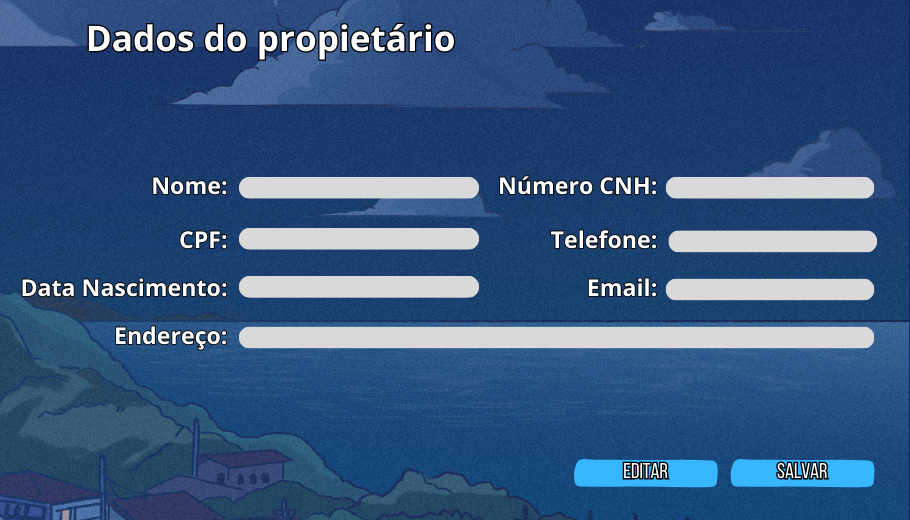 Dados do propietário
Nome:
Número CNH:
CPF:
Telefone:
Data Nascimento:
Email:
Endereço:
EDITAR
SALVAR